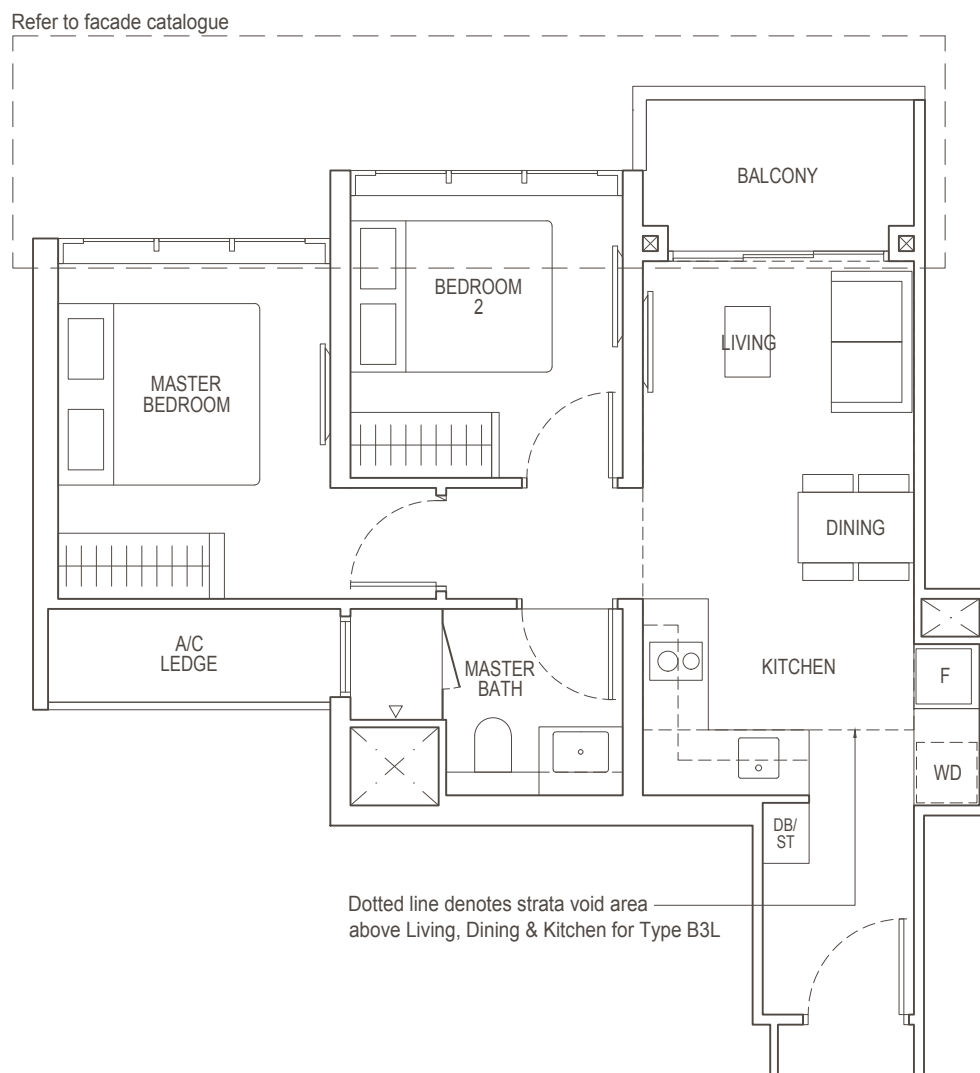 Refer to facade catalogue
BALCONY
BEDROOM
2
LIVING
MASTER
BEDROOM
DINING
A/C
LEDGE
MASTER
BATH
KITCHEN
F
WD
DB/
ST
Dotted line denotes strata void area
above Living, Dining & Kitchen for Type B3L